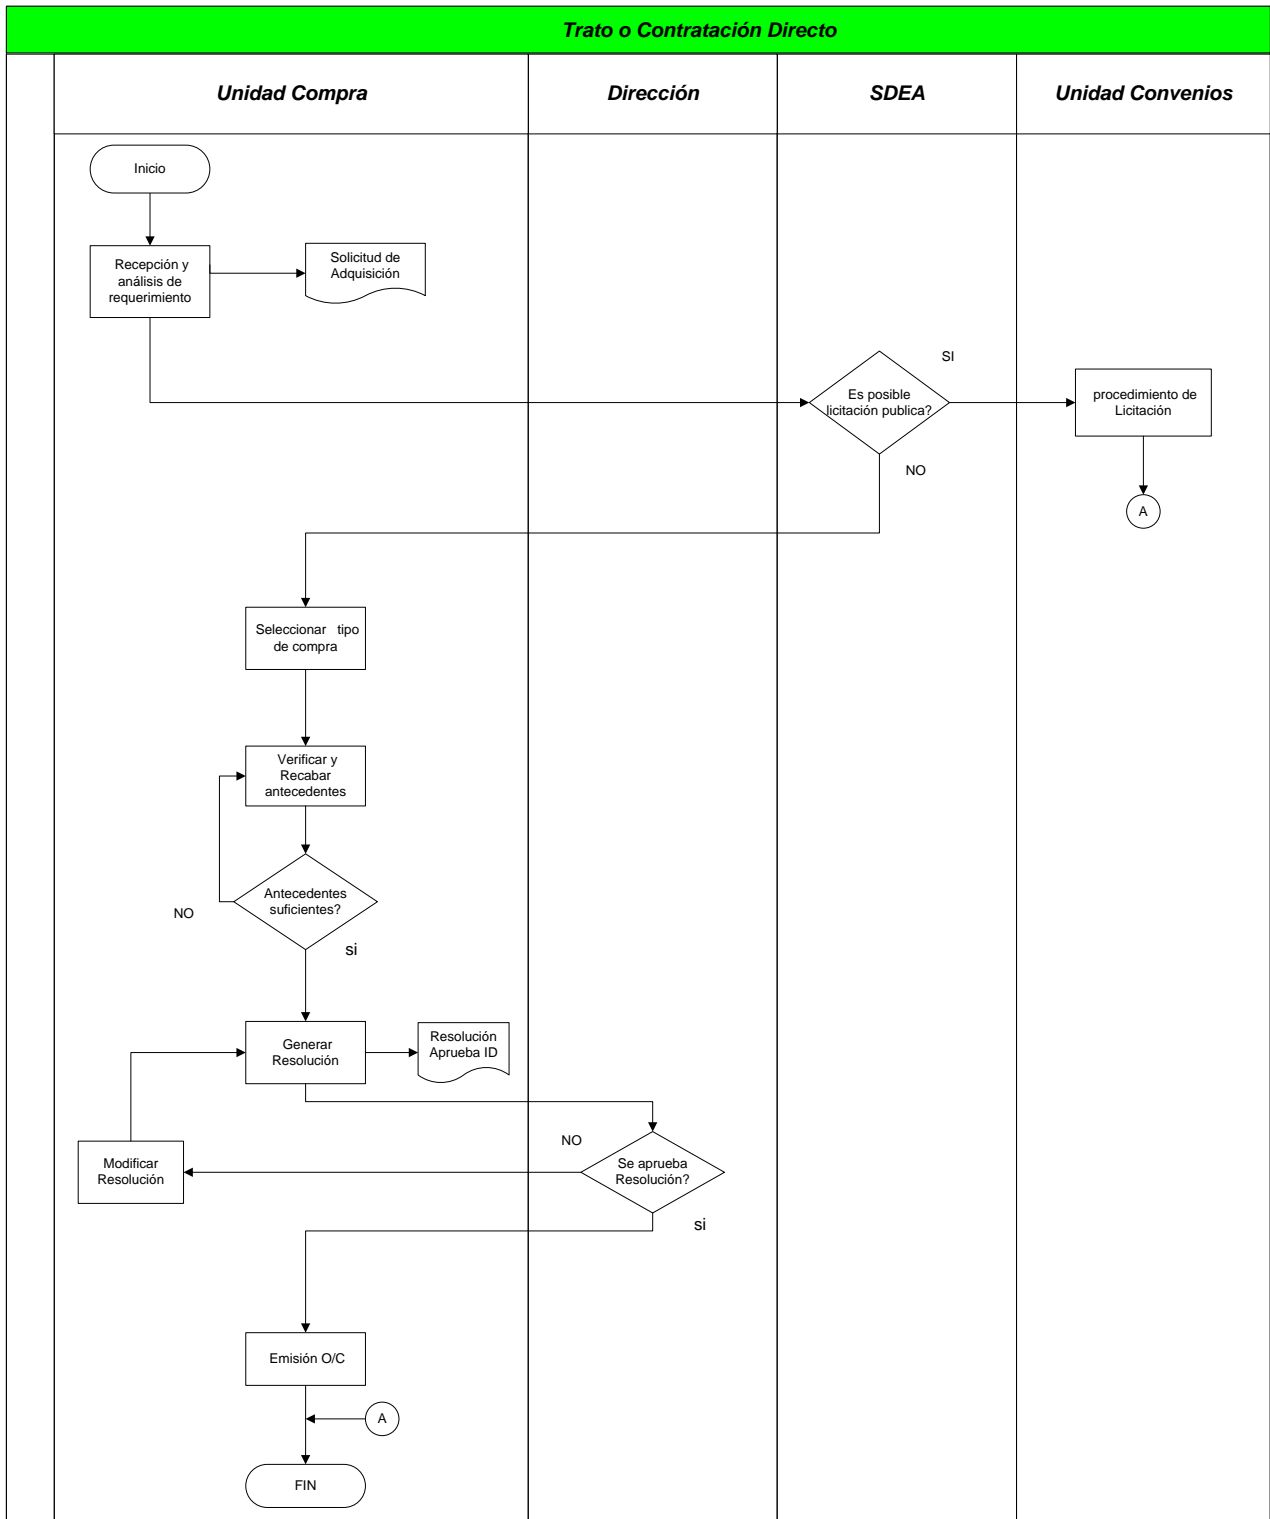 Trato o Contratación Directo
Unidad Compra
Dirección
SDEA
Unidad Convenios
Inicio
Recepción y
análisis de
requerimiento
Solicitud de
Adquisición
Es posible
licitación publica?
SI
NO
procedimiento de
Licitación
A
Seleccionar tipo
de compra
Verificar y
Recabar
antecedentes
Antecedentes
suficientes?
NO
si
Generar
Resolución
Resolución
Aprueba ID
Se aprueba
Resolución?
NO
si
Modificar
Resolución
Emisión O/C
A
FIN